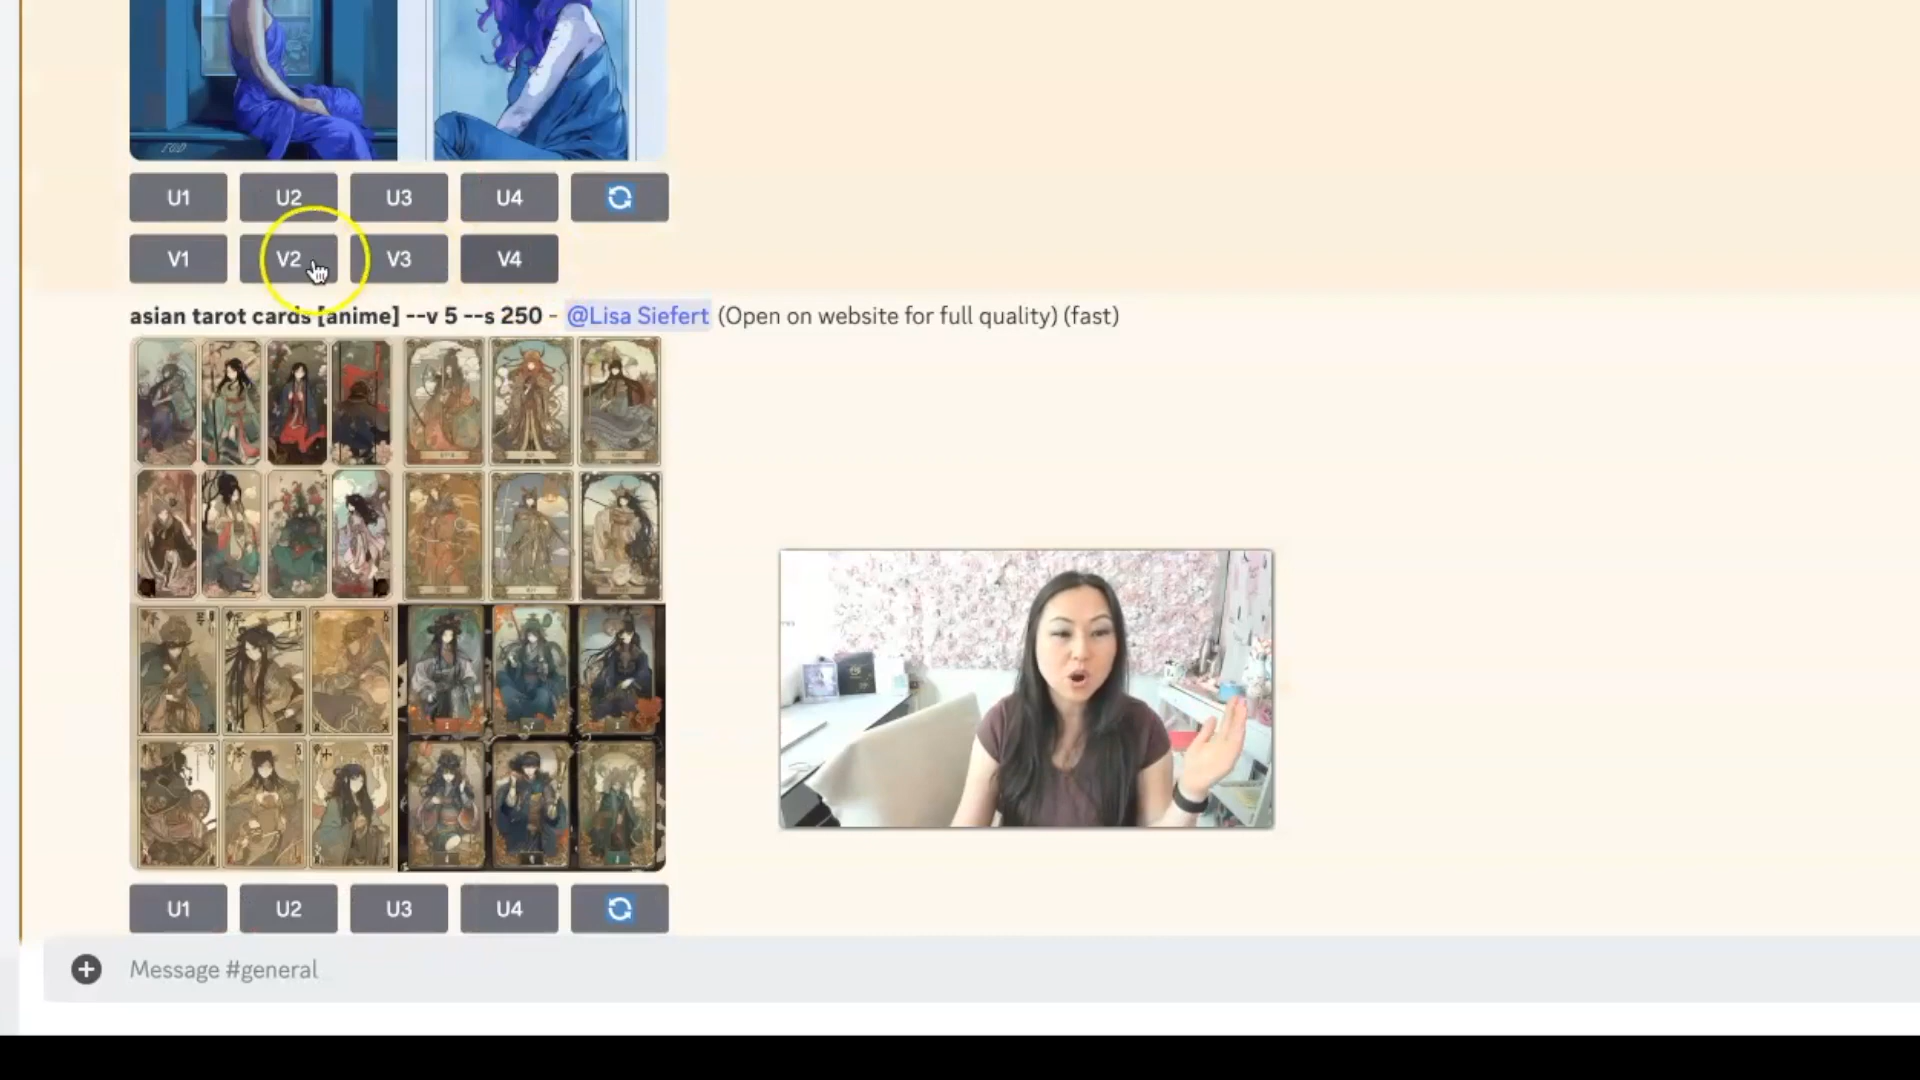 U1 U2 U3 U4
V1 V2 V3 V4
asian tarot cards [anime] --v 5 --s 250 - @Lisa Siefert (Open on website for full quality) (fast)
U1 U2 U3 U4
Message #general